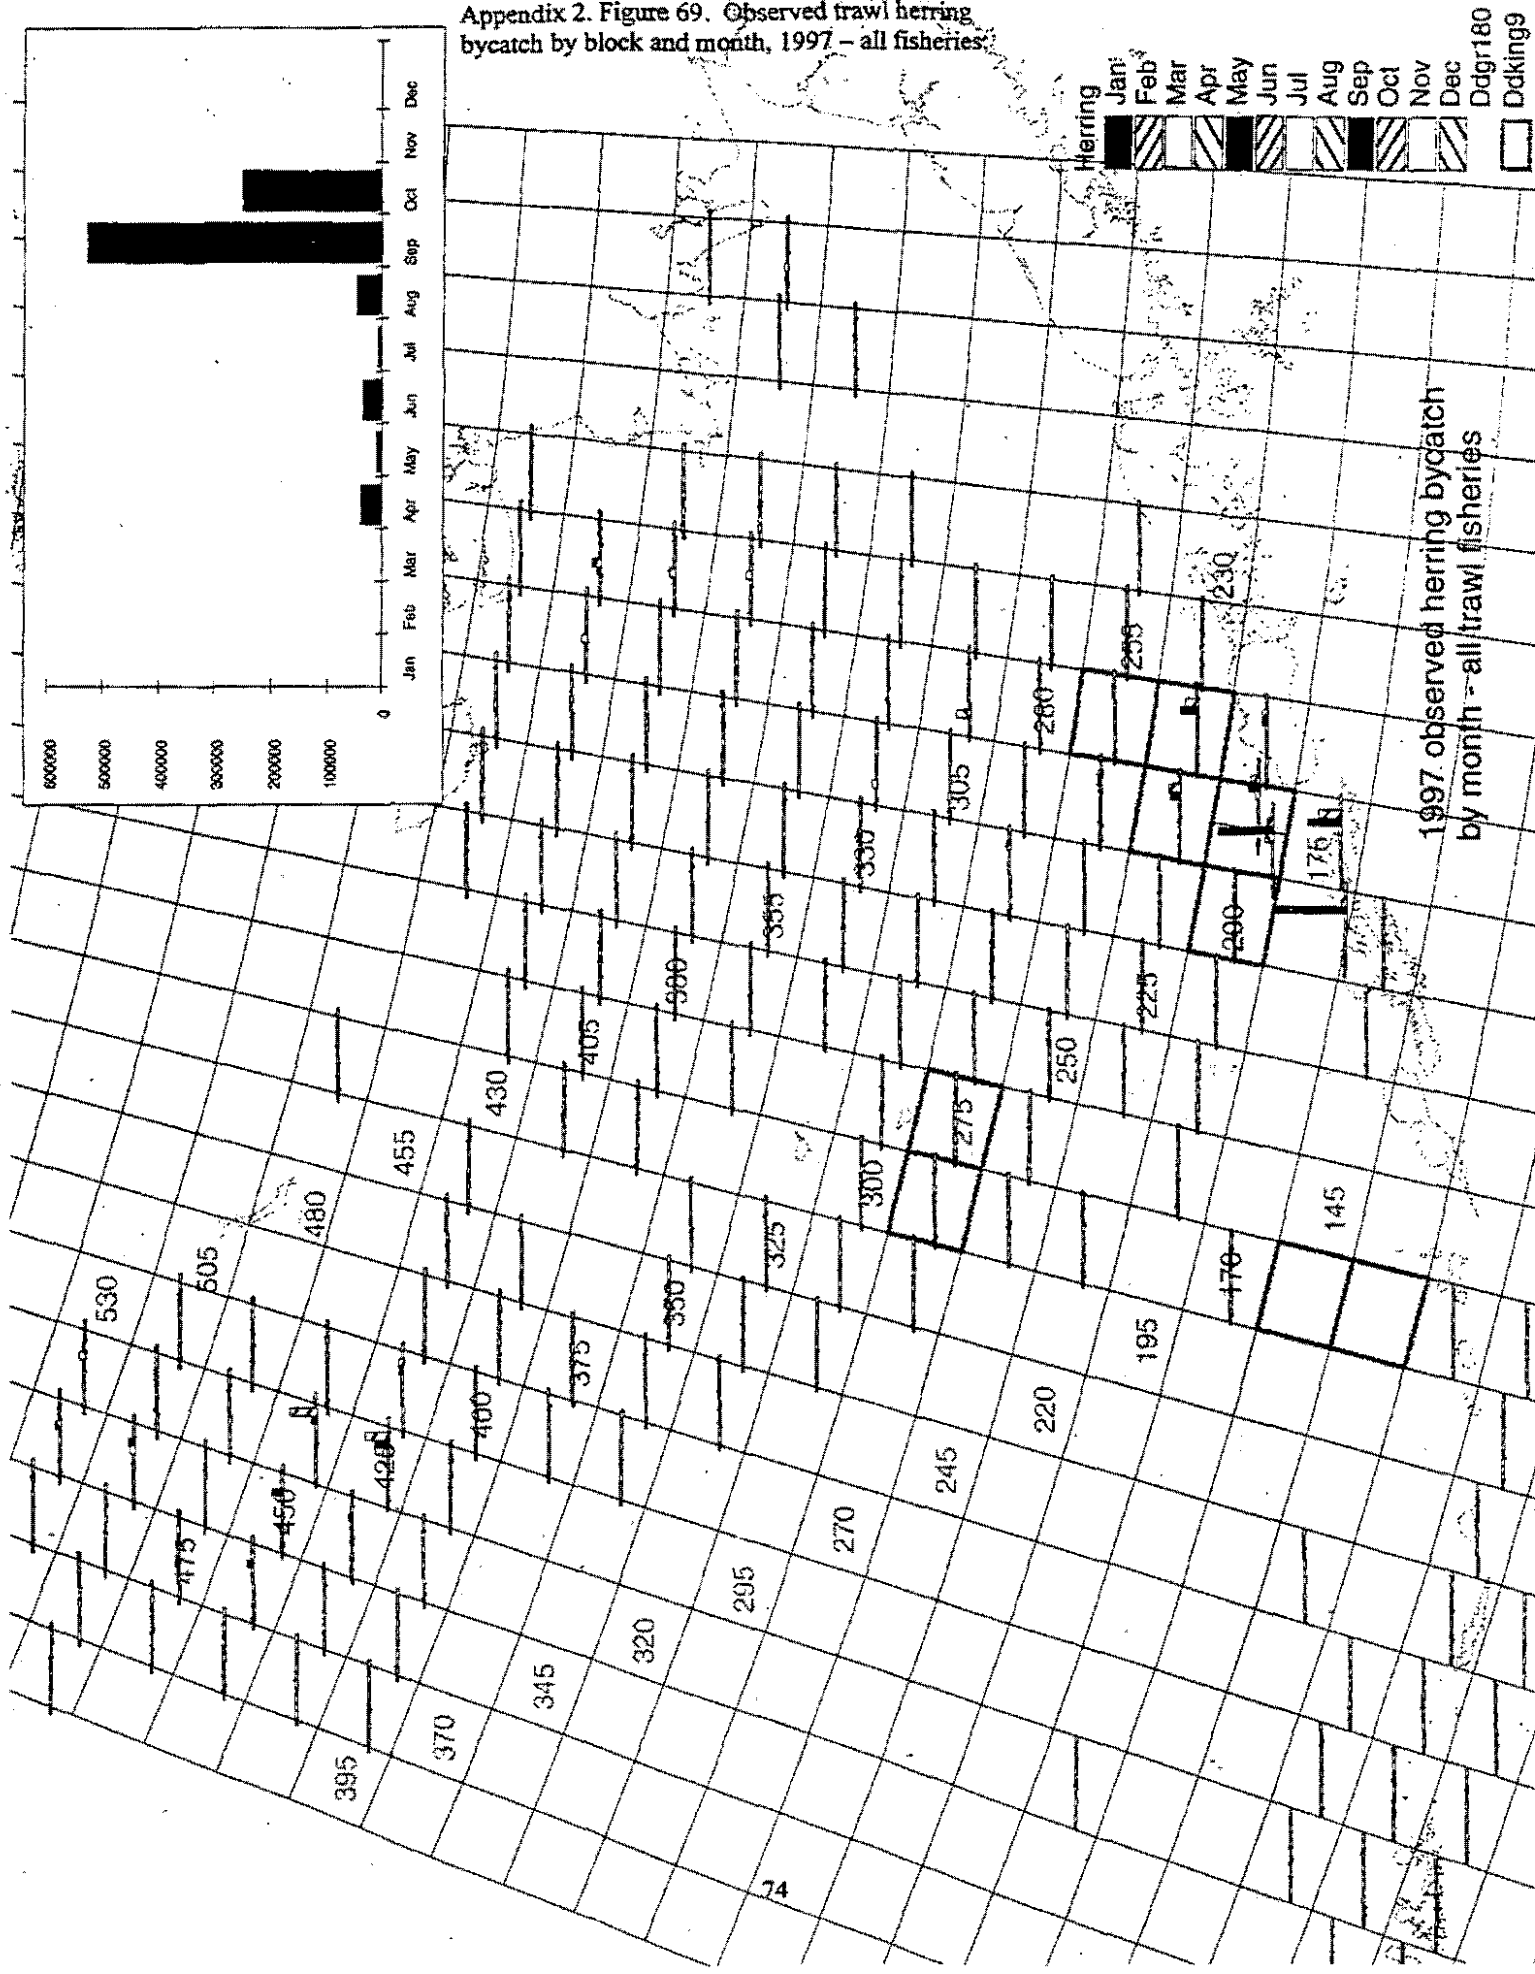 Appendix 2. Figure 69. Observed trawl herring
bycatch by block and month, 1997 – all fisheries
600000
500000
400000
300000
200000
100000
0
Jan
Feb
Mar
Apr
May
Jun
Jul
Aug
Sep
Oct
Nov
Dec
530
505
480
455
430
405
380
355
330
305
280
255
230
475
450
420
400
375
350
325
300
275
250
225
200
175
395
370
345
320
295
270
245
220
195
170
145
1997 observed herring bycatch
by month - all trawl fisheries
Herring
Jan
Feb
Mar
Apr
May
Jun
Jul
Aug
Sep
Oct
Nov
Dec
Ddgr180
Ddking9
74